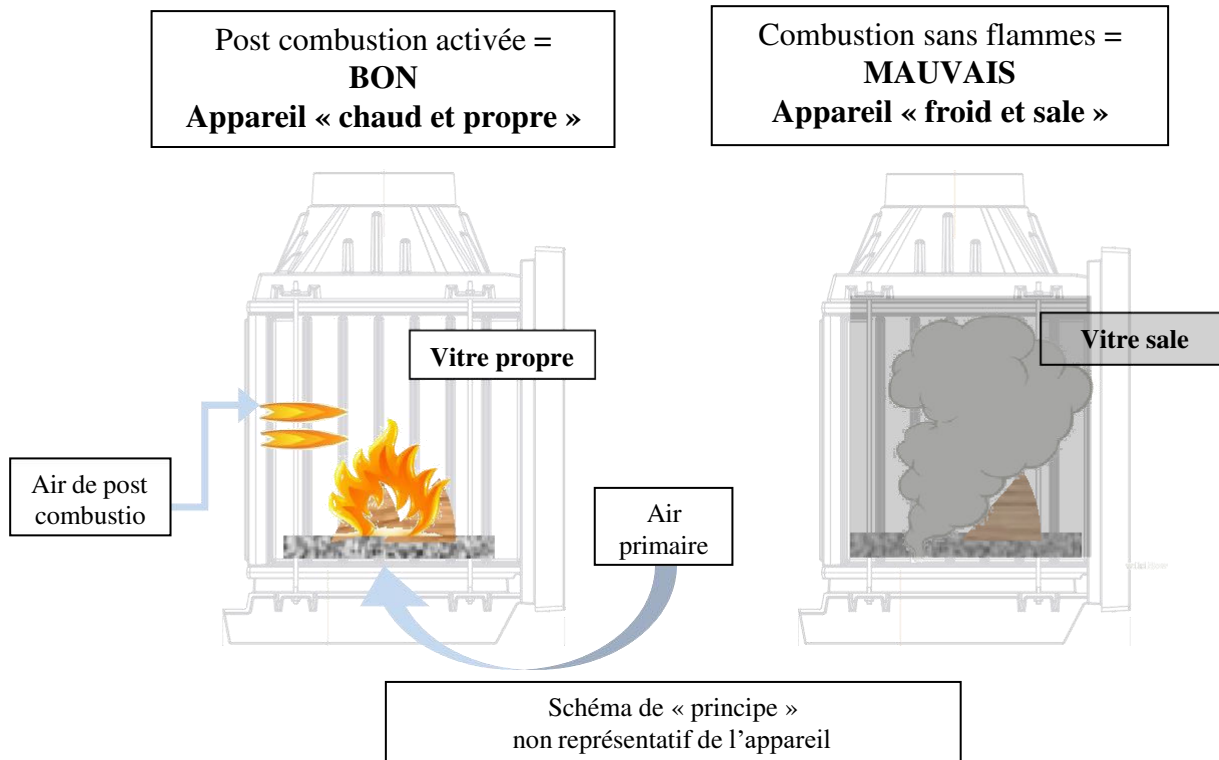 Post combustion activée =
BON
Appareil « chaud et propre »
Combustion sans flammes =
MAUVAIS
Appareil « froid et sale »
Vitre propre
Vitre sale
Air de post
combustio
Air
primaire
Schéma de « principe »
non représentatif de l’appareil